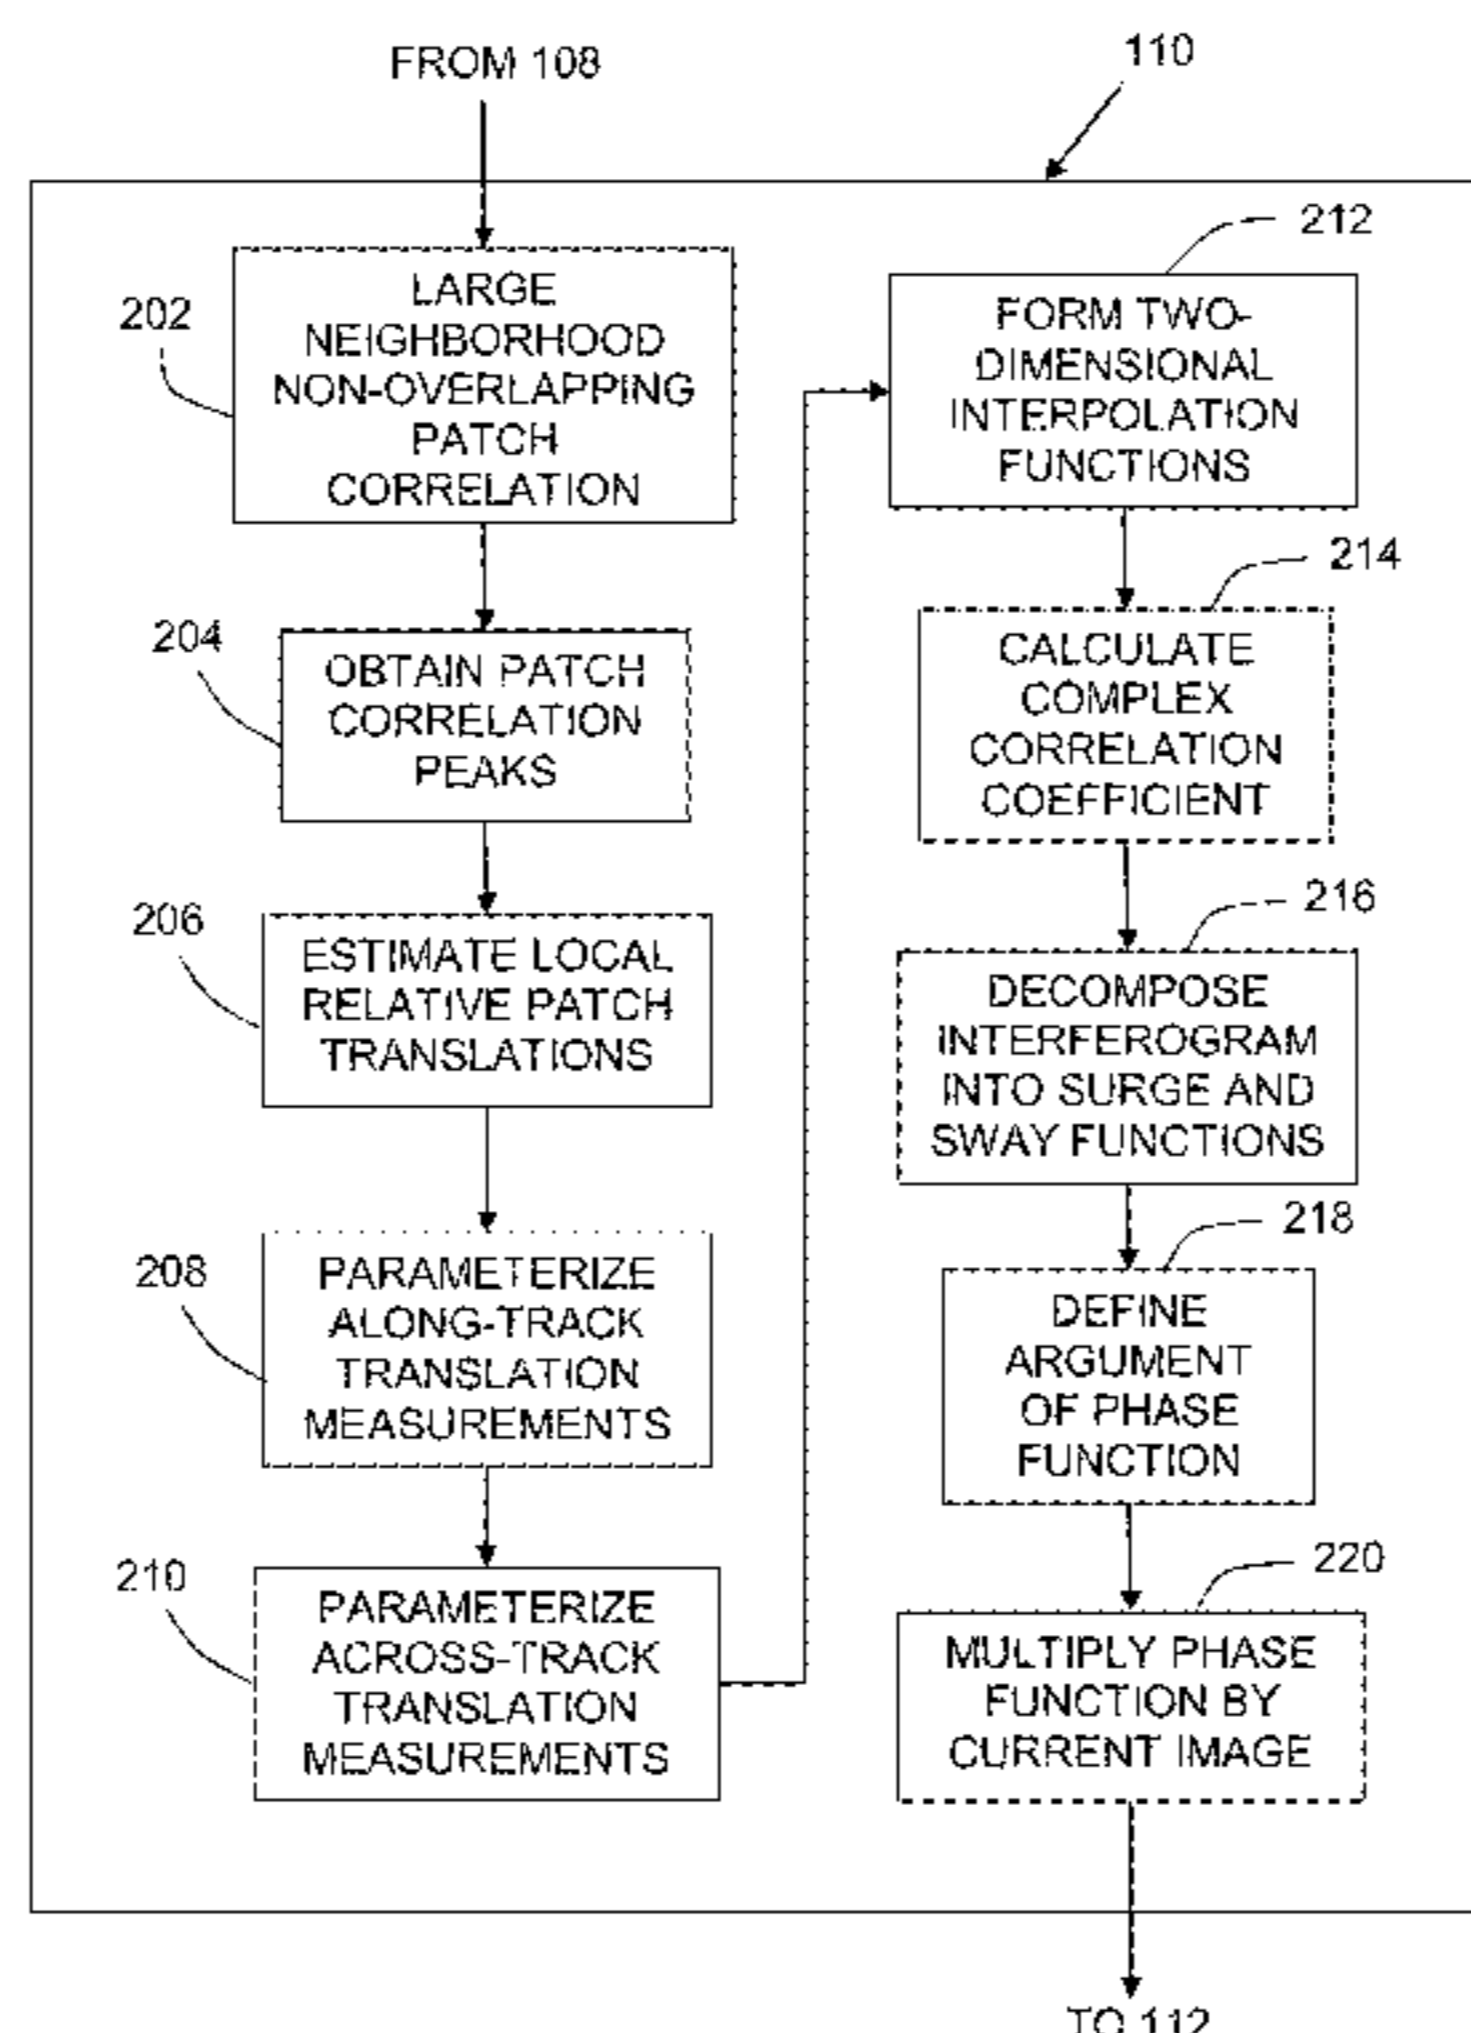 FROM 108
110
202
LARGE
NEIGHBORHOOD
NON-OVERLAPPING
PATCH
CORRELATION
204
OBTAIN PATCH
CORRELATION
PEAKS
206
ESTIMATE LOCAL
RELATIVE PATCH
TRANSLATIONS
208
PARAMETERIZE
ALONG-TRACK
TRANSLATION
MEASUREMENTS
210
PARAMETERIZE
ACROSS-TRACK
TRANSLATION
MEASUREMENTS
212
FORM TWO-
DIMENSIONAL
INTERPOLATION
FUNCTIONS
214
CALCULATE
COMPLEX
CORRELATION
COEFFICIENT
216
DECOMPOSE
INTERFEROGRAM
INTO SURGE AND
SWAY FUNCTIONS
218
DEFINE
ARGUMENT
OF PHASE
FUNCTION
220
MULTIPLY PHASE
FUNCTION BY
CURRENT IMAGE
TO 112